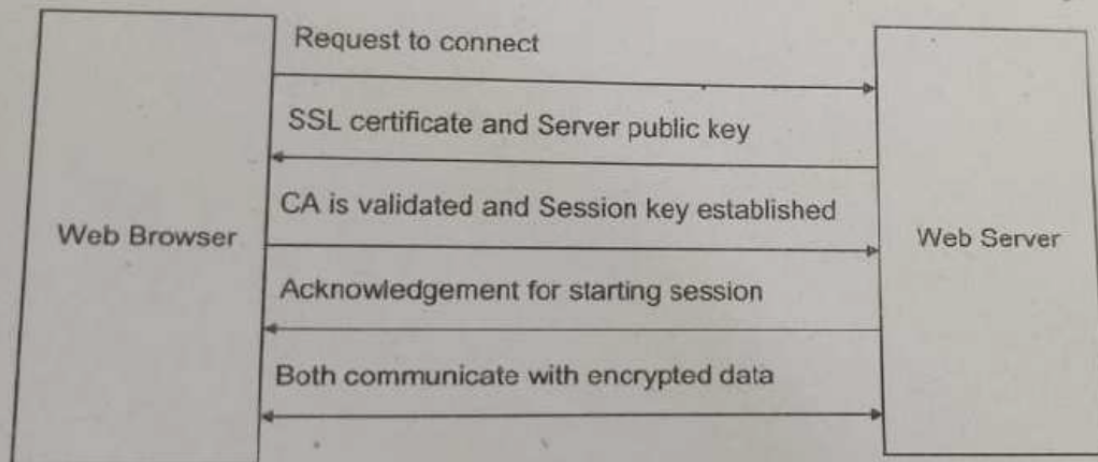 Request to connect
SSL certificate and Server public key
CA is validated and Session key established
Web Browser
Web Server
Acknowledgement for starting session
Both communicate with encrypted data